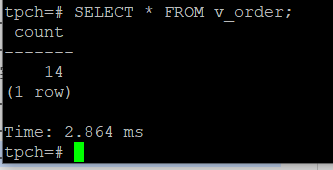 tpch=# SELECT * FROM v_order;
 count
-------
    14
(1 row)

Time: 2.864 ms
tpch=#